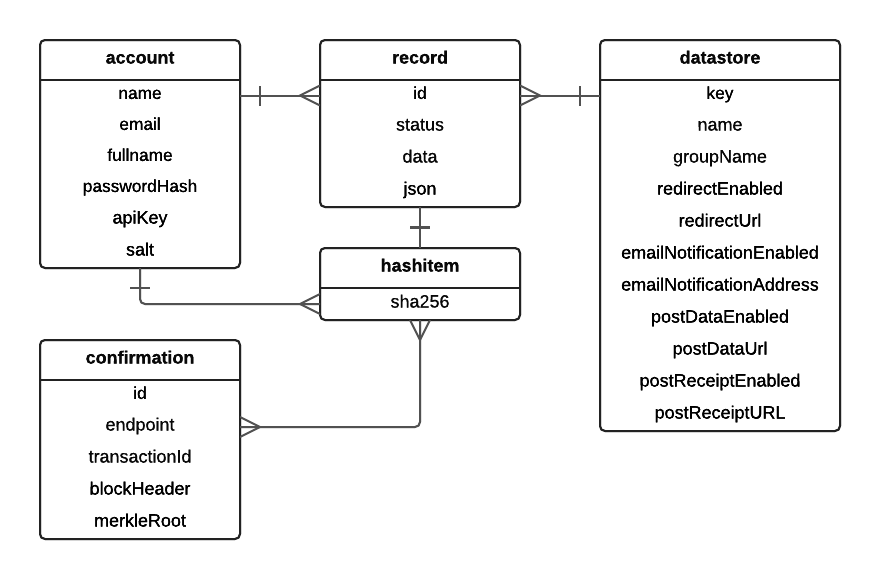 account
name
email
fullname
passwordHash
apiKey
salt
record
id
status
data
json
datastore
key
name
groupName
redirectEnabled
redirectUrl
emailNotificationEnabled
emailNotificationAddress
postDataEnabled
postDataUrl
postReceiptEnabled
postReceiptURL
hashitem
sha256
confirmation
id
endpoint
transactionId
blockHeader
merkleRoot